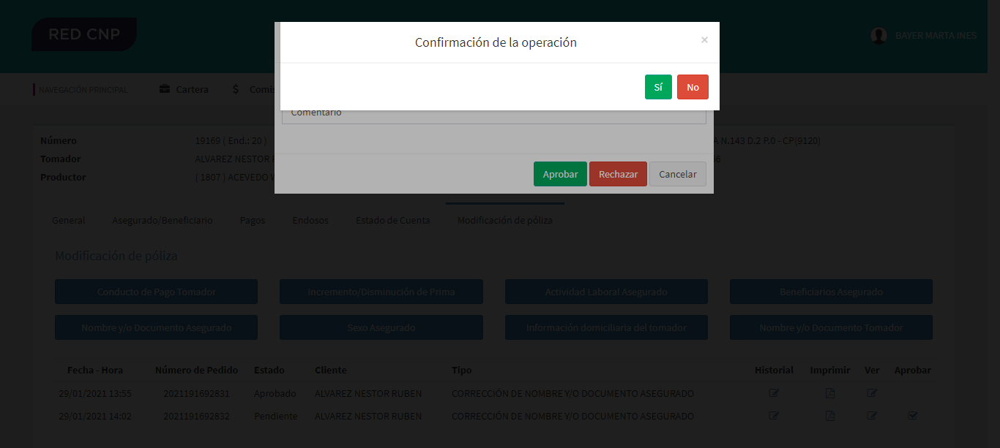 RED CNP
BAYER MARTA INES
Confirmación de la operación
×
Sí No
NAVEGACIÓN PRINCIPAL Cartera $
Comentario
Número 19169 ( End.: 20 ) N.143 D.2 P.0 - CP(9120)
Tomador ALVAREZ NESTOR
Productor ( 1807 ) ACEVEDO
Aprobar Rechazar Cancelar
General Asegurado/Beneficiario Pagos Endosos Estado de Cuenta Modificación de póliza
Modificación de póliza
Conducto de Pago Tomador Incremento/Disminución de Prima Actividad Laboral Asegurado Beneficiarios Asegurado
Nombre y/o Documento Asegurado Sexo Asegurado Información domiciliaria del tomador Nombre y/o Documento Tomador
Fecha - Hora Número de Pedido Estado Cliente Tipo Historial Imprimir Ver Aprobar
29/01/2021 13:55 2021191692831 Aprobado ALVAREZ NESTOR RUBEN CORRECCIÓN DE NOMBRE Y/O DOCUMENTO ASEGURADO
29/01/2021 14:02 2021191692832 Pendiente ALVAREZ NESTOR RUBEN CORRECCIÓN DE NOMBRE Y/O DOCUMENTO ASEGURADO